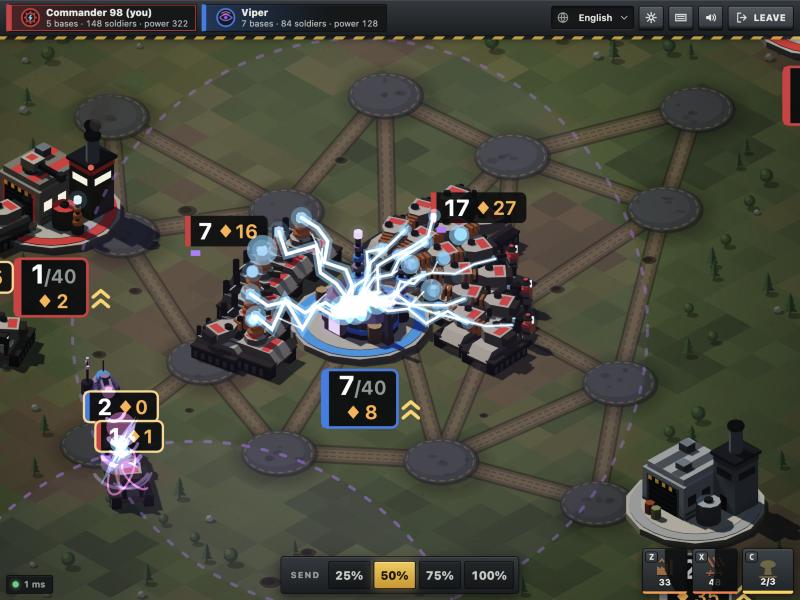 Commander 98 (you)
5 bases · 148 soldiers · power 322
Viper
7 bases · 84 soldiers · power 128
English
LEAVE
7 ♦16
17 ♦27
1/40
♦2
2 ♦0
1 ♦1
7/40
♦8
SEND
25%
50%
75%
100%
Z
33
X
C
2/3
1 ms